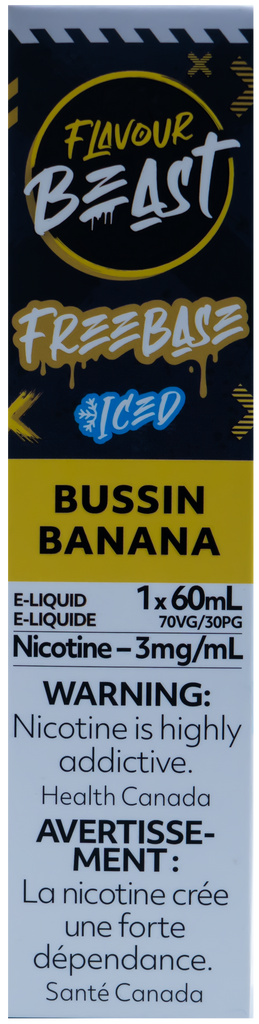 FLAVOUR
BEAST
FREEBASE
ICED
BUSSIN
BANANA
E-LIQUID
E-LIQUIDE
1 x 60mL
70VG/30PG
Nicotine – 3mg/mL
WARNING:
Nicotine is highly
addictive.
Health Canada
AVERTISSE-
MENT :
La nicotine crée
une forte
dépendance.
Santé Canada